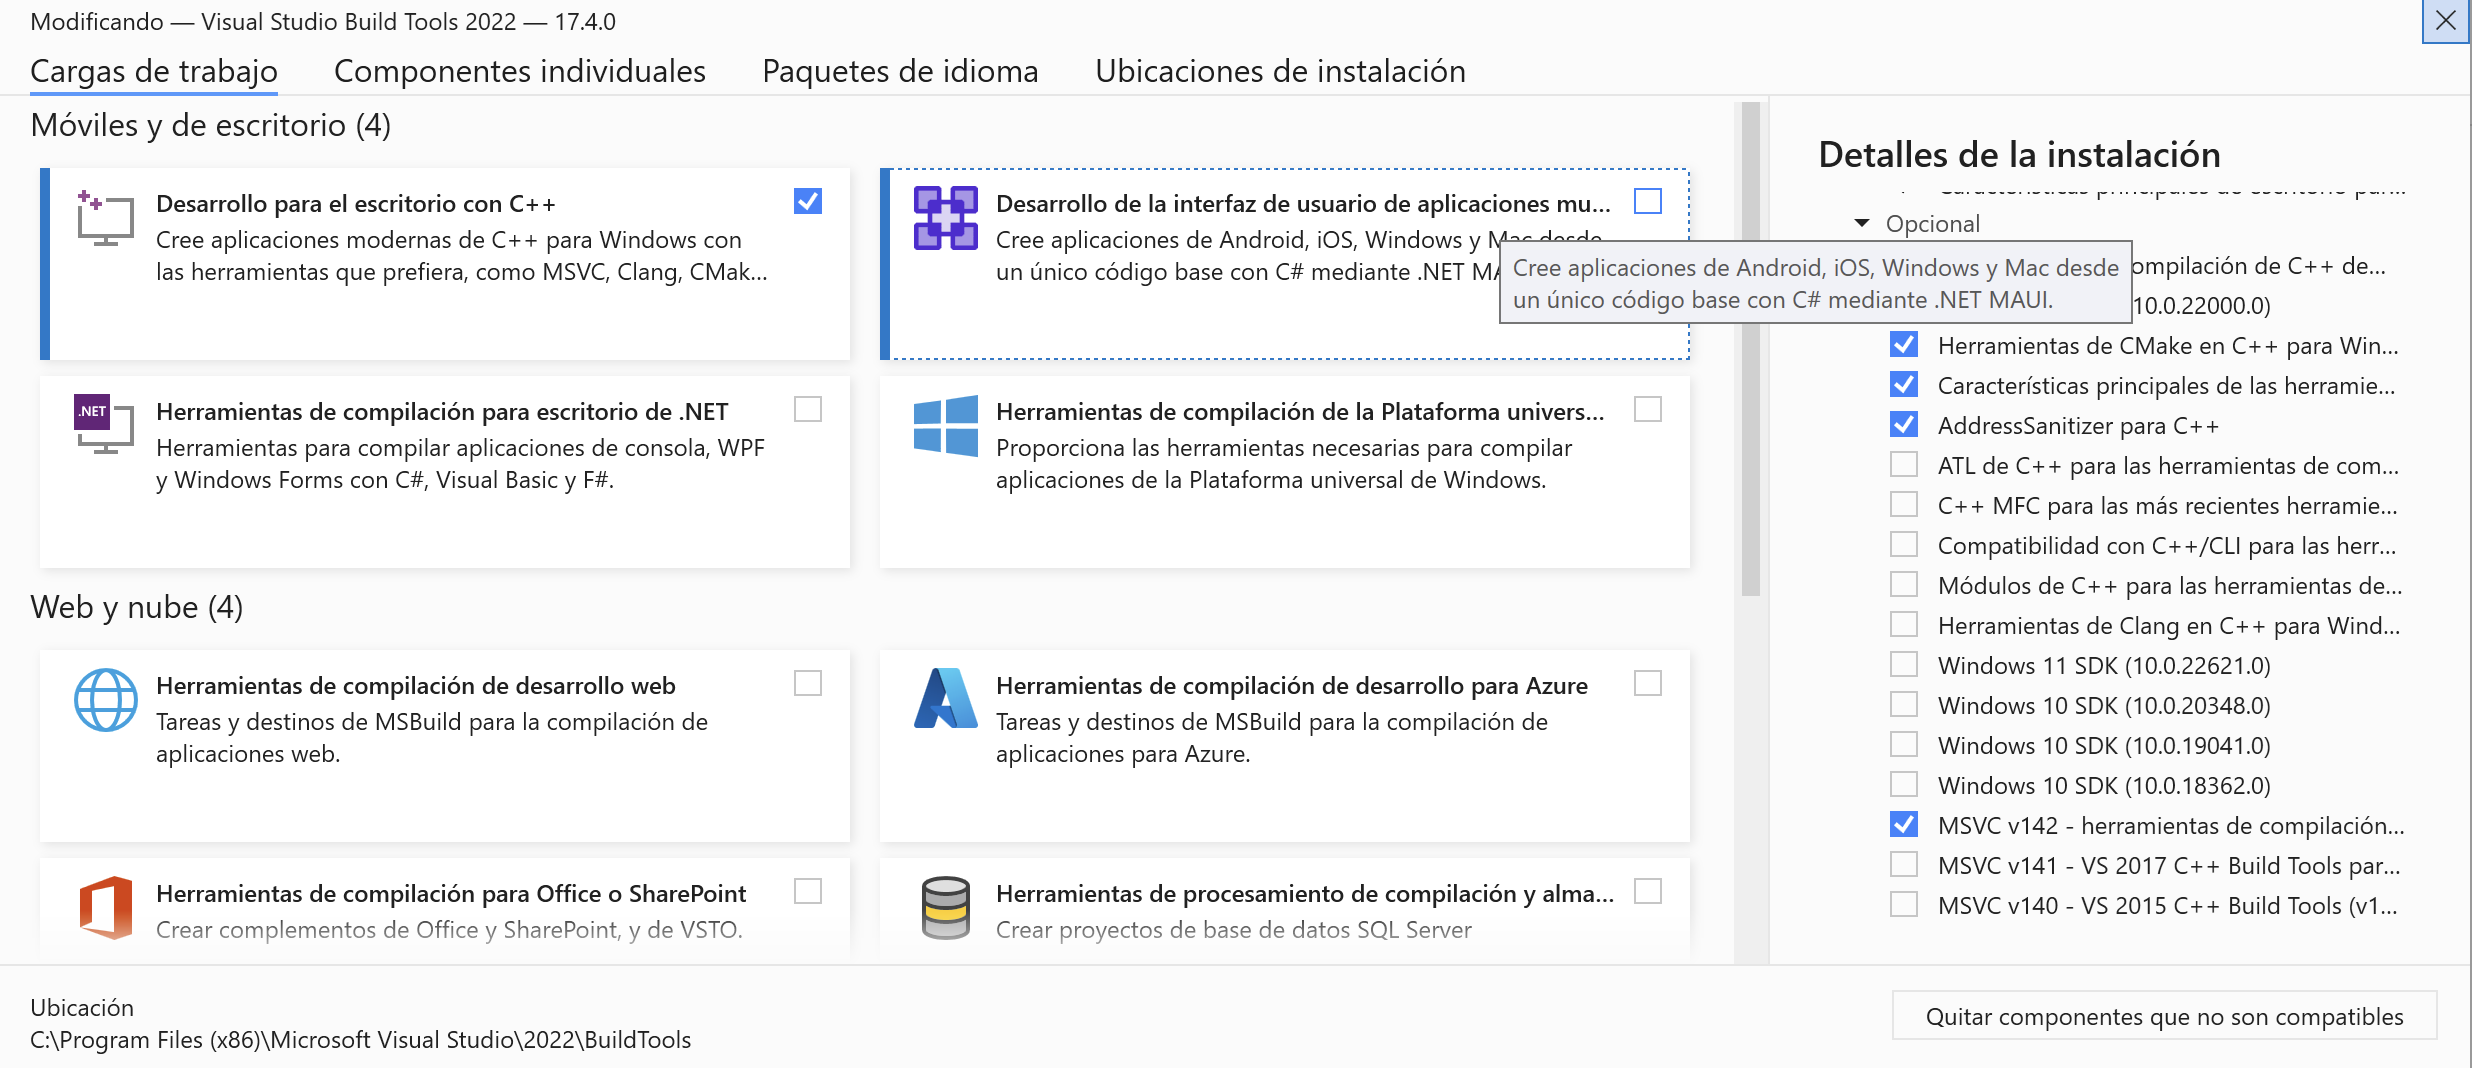 Modificando — Visual Studio Build Tools 2022 — 17.4.0
Cargas de trabajo
Componentes individuales
Paquetes de idioma
Ubicaciones de instalación
Móviles y de escritorio (4)
Desarrollo para el escritorio con C++
Cree aplicaciones modernas de C++ para Windows con
las herramientas que prefiera, como MSVC, Clang, CMak...
Desarrollo de la interfaz de usuario de aplicaciones mu...
Cree aplicaciones de Android, iOS, Windows y Mac desde
un único código base con C# mediante .NET MA
Cree aplicaciones de Android, iOS, Windows y Mac desde
un único código base con C# mediante .NET MAUI.
.NET
Herramientas de compilación para escritorio de .NET
Herramientas para compilar aplicaciones de consola, WPF
y Windows Forms con C#, Visual Basic y F#.
Herramientas de compilación de la Plataforma univers...
Proporciona las herramientas necesarias para compilar
aplicaciones de la Plataforma universal de Windows.
Web y nube (4)
Herramientas de compilación de desarrollo web
Tareas y destinos de MSBuild para la compilación de
aplicaciones web.
Herramientas de compilación de desarrollo para Azure
Tareas y destinos de MSBuild para la compilación de
aplicaciones para Azure.
Herramientas de compilación para Office o SharePoint
Crear complementos de Office y SharePoint, y de VSTO.
Herramientas de procesamiento de compilación y alma...
Crear proyectos de base de datos SQL Server
Detalles de la instalación
Características principales de escritorio par...
Opcional
ompilación de C++ de...
10.0.22000.0)
Herramientas de CMake en C++ para Win...
Características principales de las herramie...
AddressSanitizer para C++
ATL de C++ para las herramientas de com...
C++ MFC para las más recientes herramie...
Compatibilidad con C++/CLI para las herr...
Módulos de C++ para las herramientas de...
Herramientas de Clang en C++ para Wind...
Windows 11 SDK (10.0.22621.0)
Windows 10 SDK (10.0.20348.0)
Windows 10 SDK (10.0.19041.0)
Windows 10 SDK (10.0.18362.0)
MSVC v142 - herramientas de compilación...
MSVC v141 - VS 2017 C++ Build Tools par...
MSVC v140 - VS 2015 C++ Build Tools (v1...
Ubicación
C:\Program Files (x86)\Microsoft Visual Studio\2022\BuildTools
Quitar componentes que no son compatibles